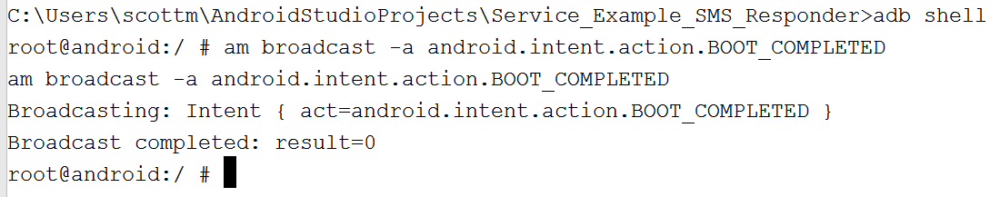 C:\Users\scottm\AndroidStudioProjects\Service_Example_SMS_Responder>adb shell
root@android:/ # am broadcast -a android.intent.action.BOOT_COMPLETED
am broadcast -a android.intent.action.BOOT_COMPLETED
Broadcasting: Intent { act=android.intent.action.BOOT_COMPLETED }
Broadcast completed: result=0
root@android:/ #